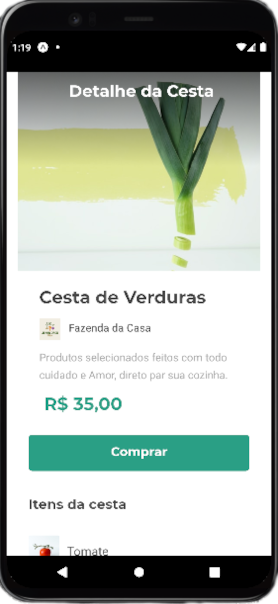 1:19
Detalhe da Cesta
Cesta de Verduras
Fazenda da Casa
Produtos selecionados feitos com todo
cuidado e Amor, direto par sua cozinha.
R$ 35,00
Comprar
Itens da cesta
Tomate